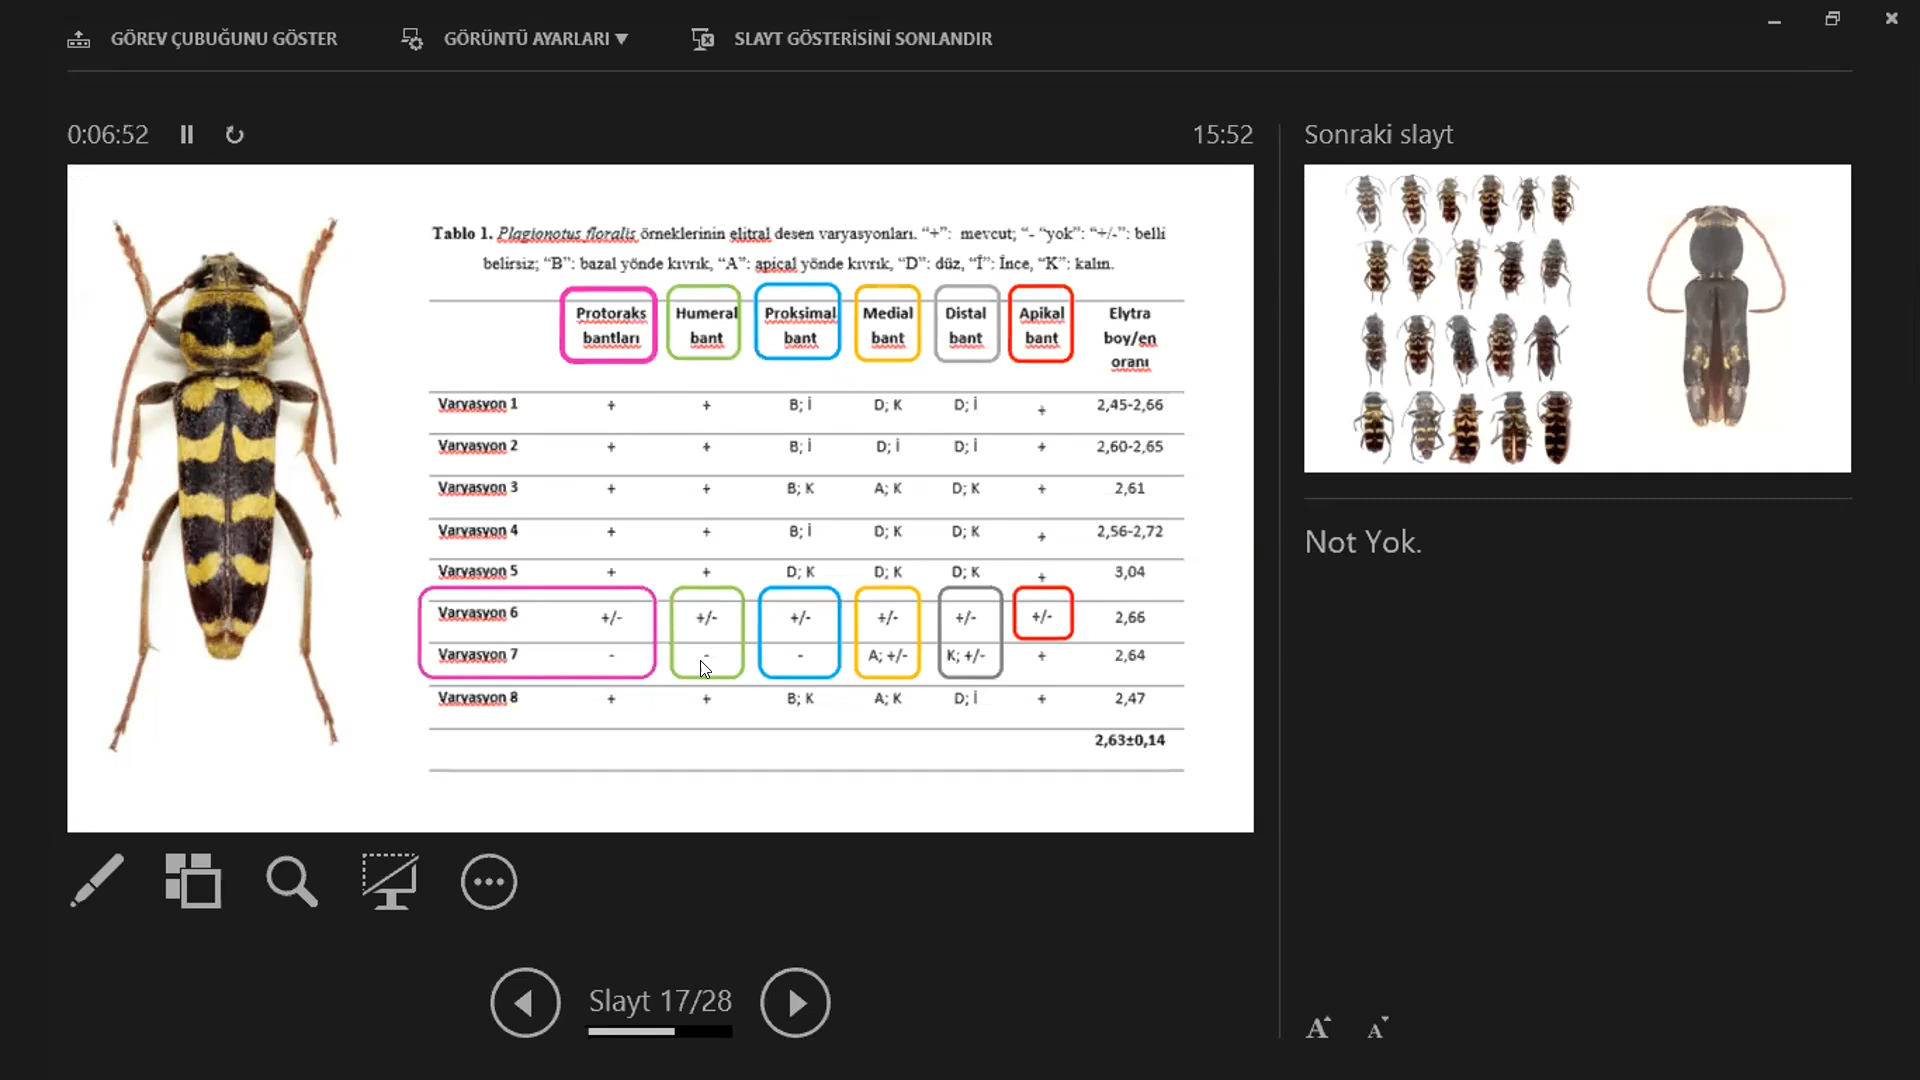 GÖREV ÇUBUĞUNU GÖSTER GÖRÜNTÜ AYARLARI ▼ SLAYT GÖSTERİSİNİ SONLANDIR
0:06:52 15:52 Sonraki slayt
Tablo 1. Plagionotus floralis örneklerinin elitral desen varyasyonları. “+”: mevcut; “- “yok”: “+/-”: belli
belirsiz; “B”: bazal yönde kıvrık, “A”: apical yönde kıvrık, “D”: düz, “İ”: İnce, “K”: kalın.
Protoraks bantları Humeral bant Proksimal bant Medial bant Distal bant Apikal bant Elytra boy/en oranı
Varyasyon 1 + + B; İ D; K D; İ + 2,45-2,66
Varyasyon 2 + + B; İ D; İ D; İ + 2,60-2,65
Varyasyon 3 + + B; K A; K D; K + 2,61
Varyasyon 4 + + B; İ D; K D; K + 2,56-2,72
Varyasyon 5 + + D; K D; K D; K + 3,04
Varyasyon 6 +/- +/- +/- +/- +/- +/- 2,66
Varyasyon 7 - - - A; +/- K; +/- + 2,64
Varyasyon 8 + + B; K A; K D; İ + 2,47
2,63±0,14
Not Yok.
Slayt 17/28
A A